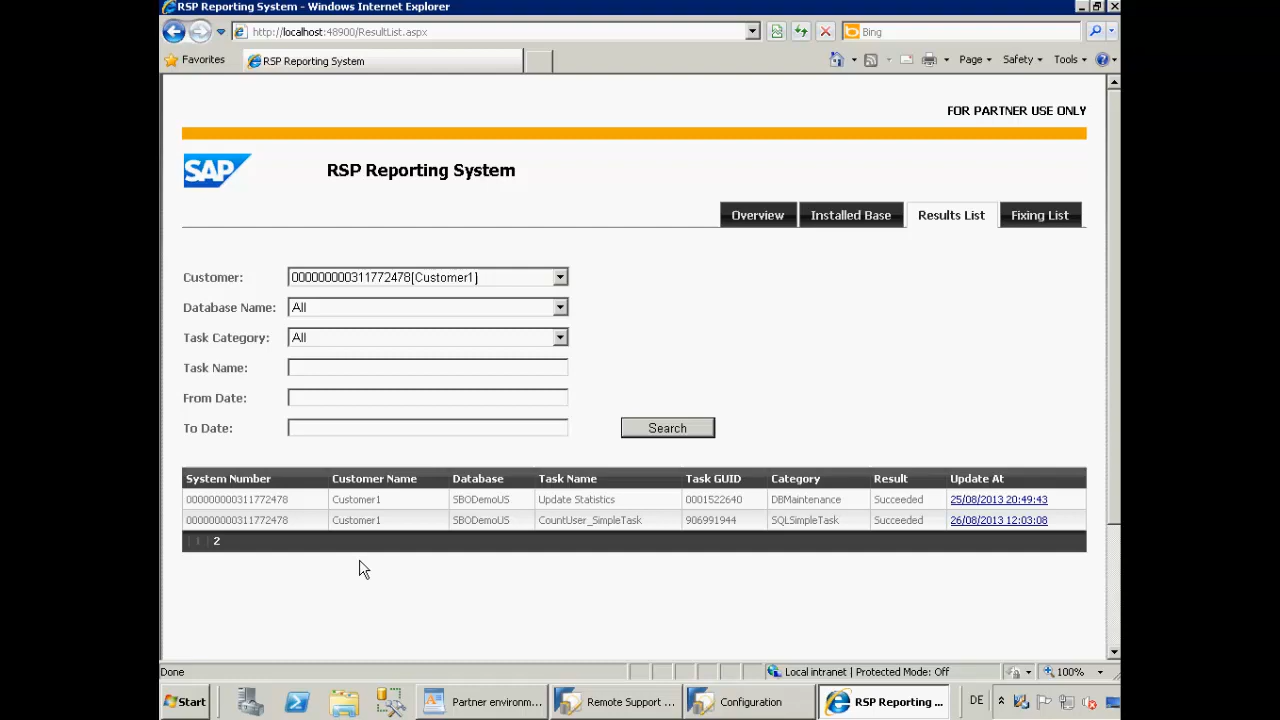 RSP Reporting System - Windows Internet Explorer
http://localhost:48900/ResultList.aspx
Bing
Favorites
RSP Reporting System
Page
Safety
Tools
FOR PARTNER USE ONLY
SAP
RSP Reporting System
Overview
Installed Base
Results List
Fixing List
Customer: 000000000311772478[Customer1]
Database Name: All
Task Category: All
Task Name:
From Date:
To Date:
Search
System Number Customer Name Database Task Name Task GUID Category Result Update At
000000000311772478 Customer1 SBODemoUS Update Statistics 0001522640 DBMaintenance Succeeded 25/08/2013 20:49:43
000000000311772478 Customer1 SBODemoUS CountUser_SimpleTask 906991944 SQLSimpleTask Succeeded 26/08/2013 12:03:08
1 2
Done
Local intranet | Protected Mode: Off
100%
Start
Partner environm...
Remote Support ...
Configuration
RSP Reporting ...
DE